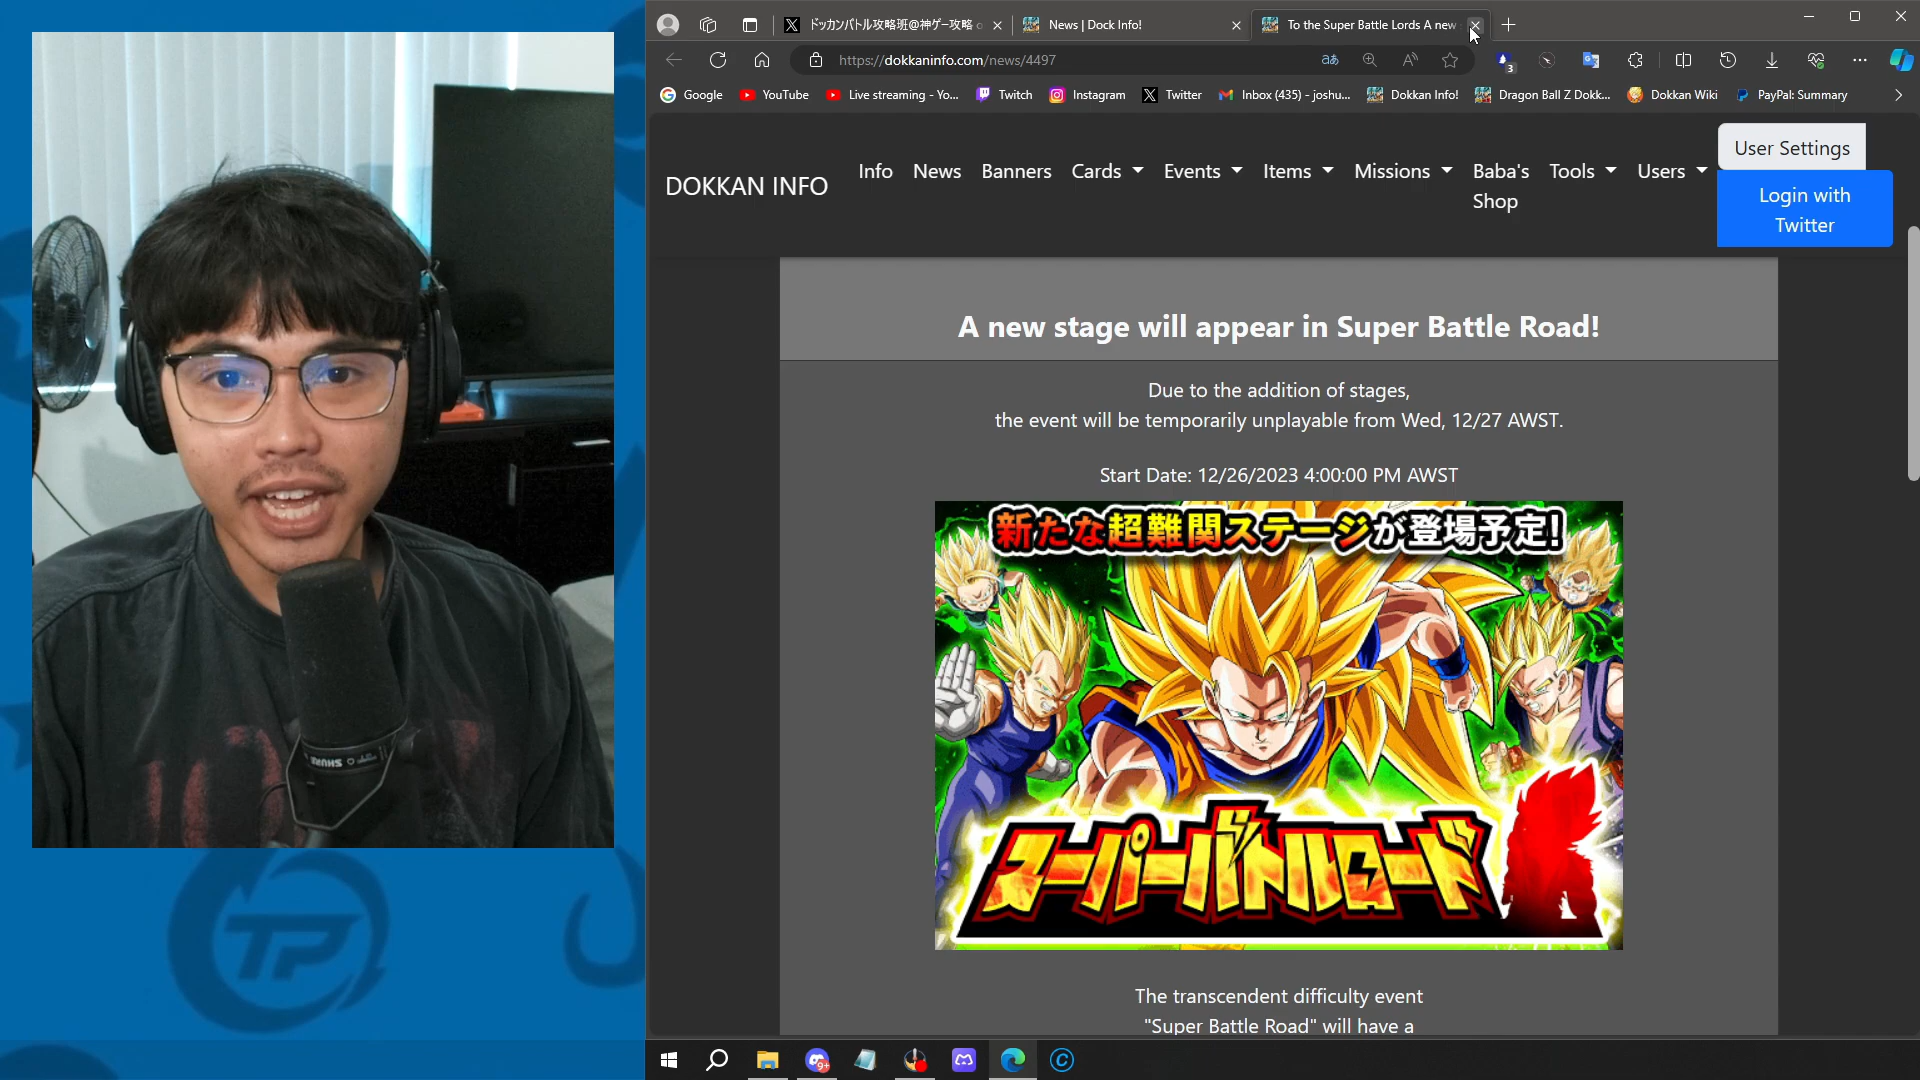 ドッカンバトル攻略班@神ゲー攻略
News | Dock Info!
To the Super Battle Lords A new
https://dokkaninfo.com/news/4497
3
Google
YouTube
Live streaming - Yo...
Twitch
Instagram
Twitter
Inbox (435) - joshu...
Dokkan Info!
Dragon Ball Z Dokk...
Dokkan Wiki
PayPal: Summary
DOKKAN INFO
Info
News
Banners
Cards
Events
Items
Missions
Baba's Shop
Tools
Users
User Settings
Login with
Twitter
A new stage will appear in Super Battle Road!
Due to the addition of stages,
the event will be temporarily unplayable from Wed, 12/27 AWST.
Start Date: 12/26/2023 4:00:00 PM AWST
新たな超難関ステージが登場予定!
スーパーバトルロード
The transcendent difficulty event
"Super Battle Road" will have a
SHURE
TP
9+